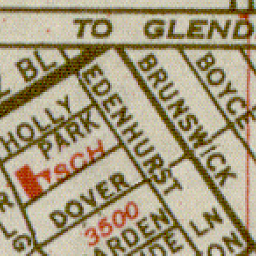 TO GLEND
BL
HOLLY
PARK
SCH
EDENHURST
BRUNSWICK
BOYCE
DOVER
3500
ARDEN
LN